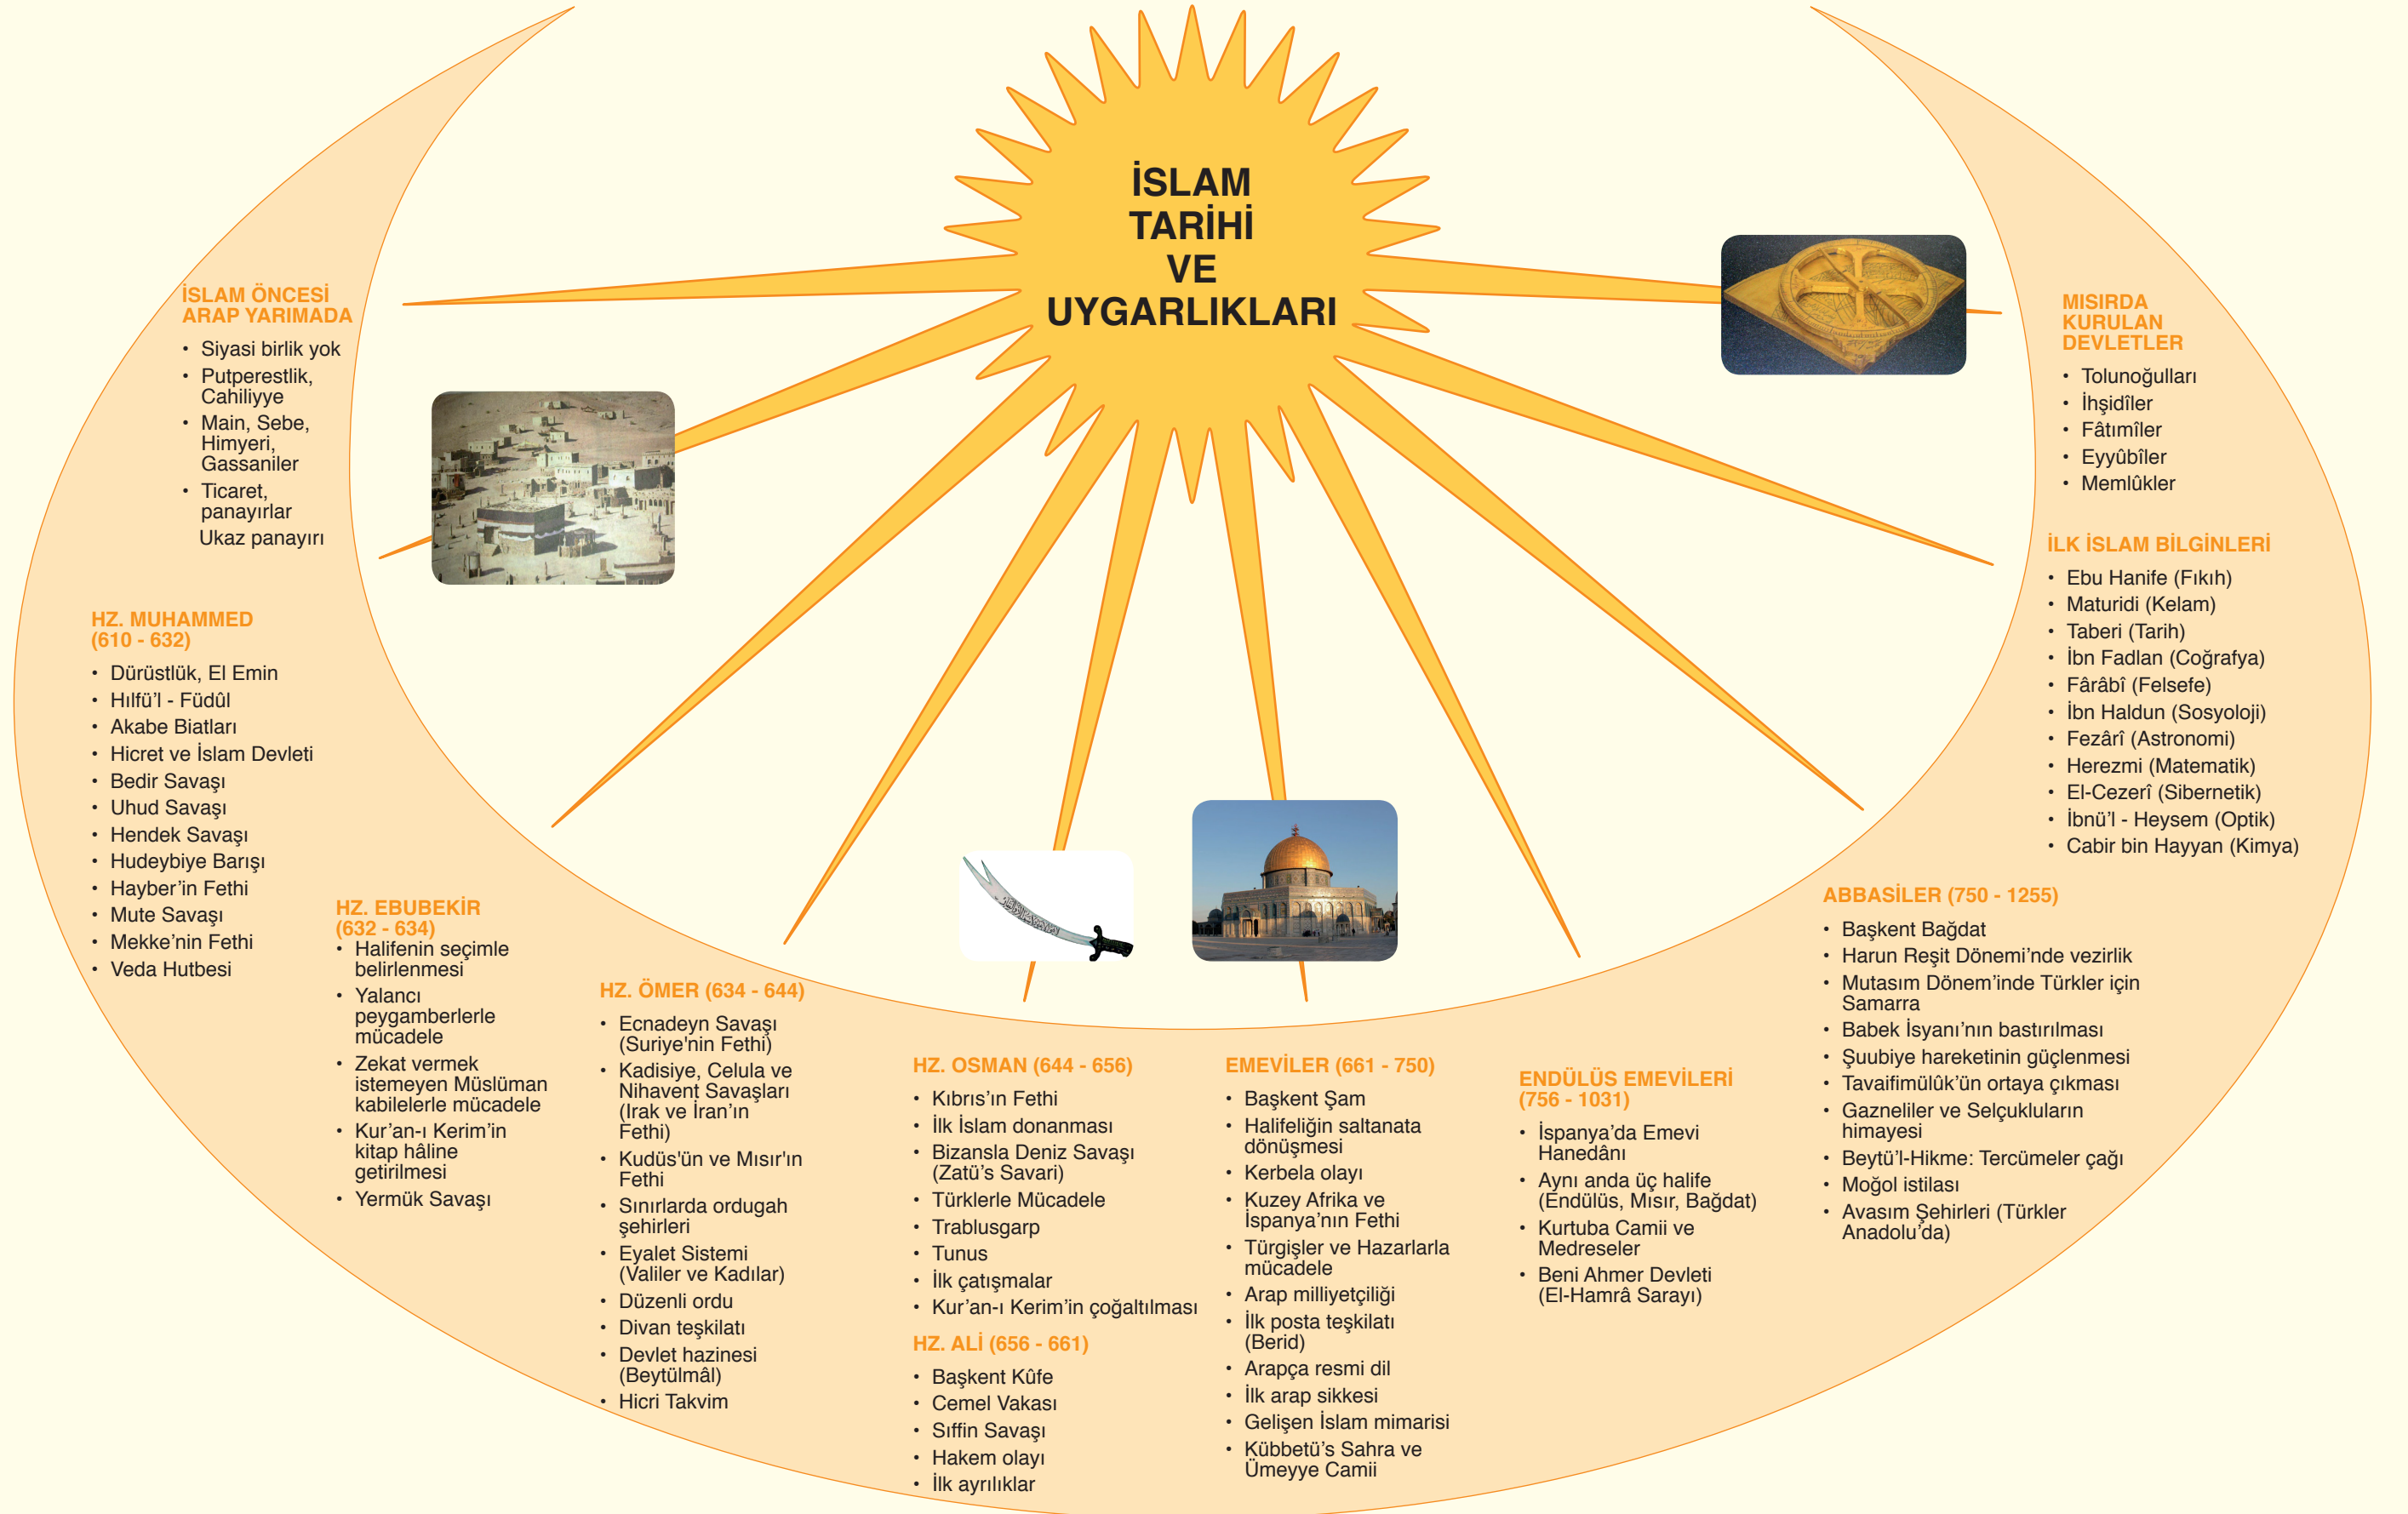 İSLAM
TARİHİ
VE
UYGARLIKLARI
İSLAM ÖNCESİ
ARAP YARIMADA
• Siyasi birlik yok
• Putperestlik,
Cahiliyye
• Main, Sebe,
Himyeri,
Gassaniler
• Ticaret,
panayırlar
Ukaz panayırı
HZ. MUHAMMED
(610 - 632)
• Dürüstlük, El Emin
• Hılfü’l - Füdûl
• Akabe Biatları
• Hicret ve İslam Devleti
• Bedir Savaşı
• Uhud Savaşı
• Hendek Savaşı
• Hudeybiye Barışı
• Hayber’in Fethi
• Mute Savaşı
• Mekke’nin Fethi
• Veda Hutbesi
HZ. EBUBEKİR
(632 - 634)
• Halifenin seçimle
belirlenmesi
• Yalancı
peygamberlerle
mücadele
• Zekat vermek
istemeyen Müslüman
kabilelerle mücadele
• Kur’an-ı Kerim’in
kitap hâline
getirilmesi
• Yermük Savaşı
HZ. ÖMER (634 - 644)
• Ecnadeyn Savaşı
(Suriye'nin Fethi)
• Kadisiye, Celula ve
Nihavent Savaşları
(Irak ve İran’ın
Fethi)
• Kudüs'ün ve Mısır'ın
Fethi
• Sınırlarda ordugah
şehirleri
• Eyalet Sistemi
(Valiler ve Kadılar)
• Düzenli ordu
• Divan teşkilatı
• Devlet hazinesi
(Beytülmâl)
• Hicri Takvim
HZ. OSMAN (644 - 656)
• Kıbrıs’ın Fethi
• İlk İslam donanması
• Bizansla Deniz Savaşı
(Zatü’s Savari)
• Türklerle Mücadele
• Trablusgarp
• Tunus
• İlk çatışmalar
• Kur’an-ı Kerim’in çoğaltılması
HZ. ALİ (656 - 661)
• Başkent Kûfe
• Cemel Vakası
• Sıffin Savaşı
• Hakem olayı
• İlk ayrılıklar
EMEVİLER (661 - 750)
• Başkent Şam
• Halifeliğin saltanata
dönüşmesi
• Kerbela olayı
• Kuzey Afrika ve
İspanya’nın Fethi
• Türgişler ve Hazarlarla
mücadele
• Arap milliyetçiliği
• İlk posta teşkilatı
(Berid)
• Arapça resmi dil
• İlk arap sikkesi
• Gelişen İslam mimarisi
• Kübbetü’s Sahra ve
Ümeyye Camii
ENDÜLÜS EMEVİLERİ
(756 - 1031)
• İspanya’da Emevi
Hanedânı
• Aynı anda üç halife
(Endülüs, Mısır, Bağdat)
• Kurtuba Camii ve
Medreseler
• Beni Ahmer Devleti
(El-Hamrâ Sarayı)
ABBASİLER (750 - 1255)
• Başkent Bağdat
• Harun Reşit Dönemi’nde vezirlik
• Mutasım Dönem’inde Türkler için
Samarra
• Babek İsyanı’nın bastırılması
• Şuubiye hareketinin güçlenmesi
• Tavaifimülûk’ün ortaya çıkması
• Gazneliler ve Selçukluların
himayesi
• Beytü’l-Hikme: Tercümeler çağı
• Moğol istilası
• Avasım Şehirleri (Türkler
Anadolu’da)
İLK İSLAM BİLGİNLERİ
• Ebu Hanife (Fıkıh)
• Maturidi (Kelam)
• Taberi (Tarih)
• İbn Fadlan (Coğrafya)
• Fârâbî (Felsefe)
• İbn Haldun (Sosyoloji)
• Fezârî (Astronomi)
• Herezmi (Matematik)
• El-Cezerî (Sibernetik)
• İbnü’l - Heysem (Optik)
• Cabir bin Hayyan (Kimya)
MISIRDA
KURULAN
DEVLETLER
• Tolunoğulları
• İhşidîler
• Fâtımîler
• Eyyûbîler
• Memlûkler